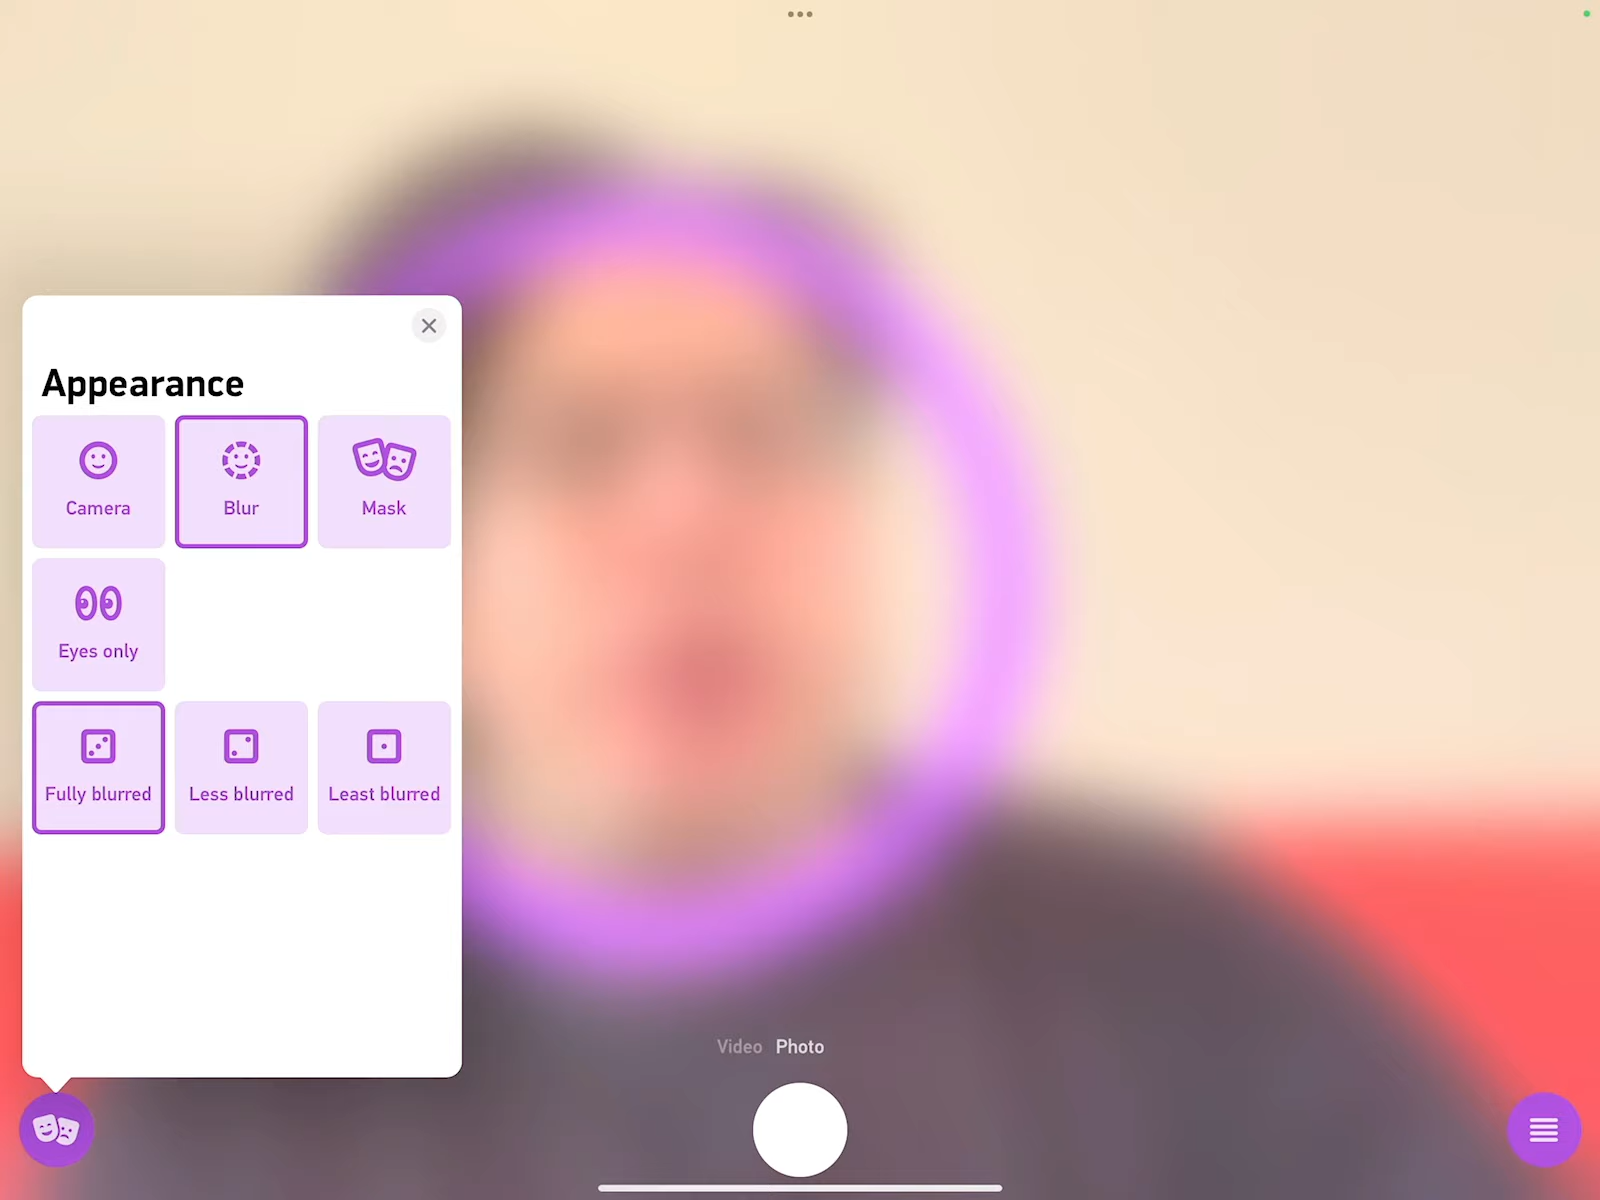 Appearance
Camera
Blur
Mask
Eyes only
Fully blurred
Less blurred
Least blurred
Video Photo